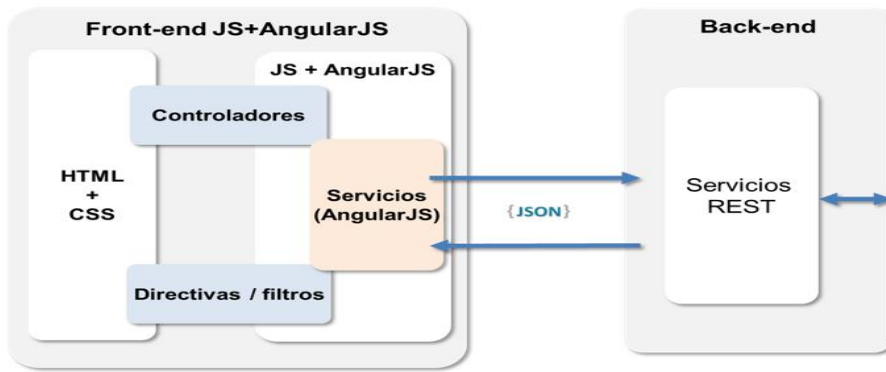 Front-end JS+AngularJS
JS + AngularJS
Controladores
HTML
+
CSS
Servicios
(AngularJS)
Directivas / filtros
{JSON}
Back-end
Servicios
REST